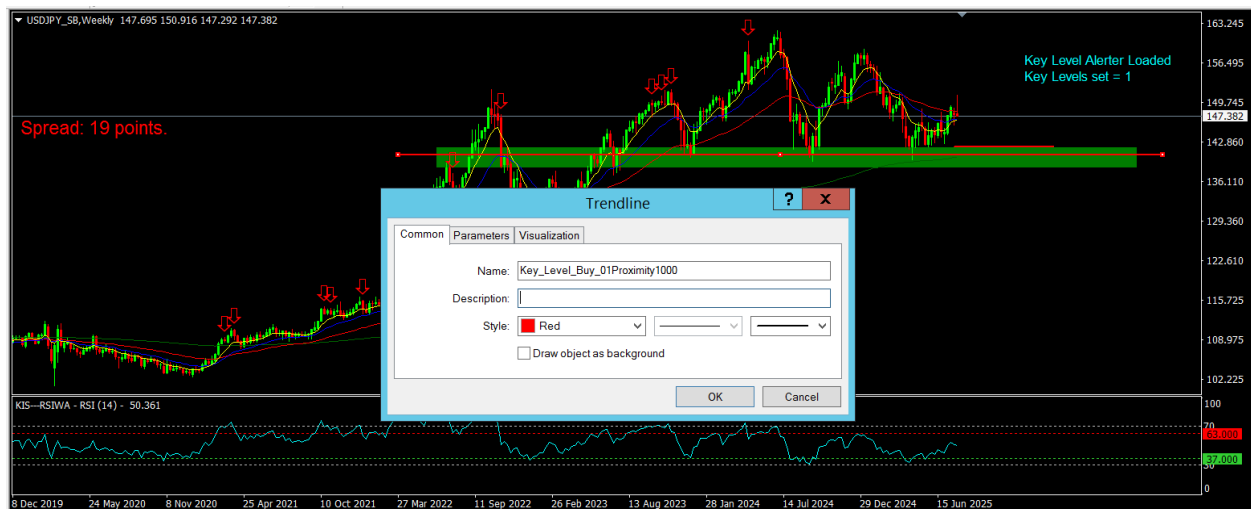 USDJPY_SB,Weekly 147.695 150.916 147.292 147.382
Key Level Alerter Loaded
Key Levels set = 1
Spread: 19 points.
163.245
156.495
149.745
147.382
142.860
136.110
129.360
122.610
115.725
108.975
102.225
Trendline
? X
Common Parameters Visualization
Name: Key_Level_Buy_01Proximity1000
Description:
Style: Red
Draw object as background
OK Cancel
KIS---RSIWA - RSI (14) - 50.361
100
70
63.000
37.000
30
0
8 Dec 2019 24 May 2020 8 Nov 2020 25 Apr 2021 10 Oct 2021 27 Mar 2022 11 Sep 2022 26 Feb 2023 13 Aug 2023 28 Jan 2024 14 Jul 2024 29 Dec 2024 15 Jun 2025